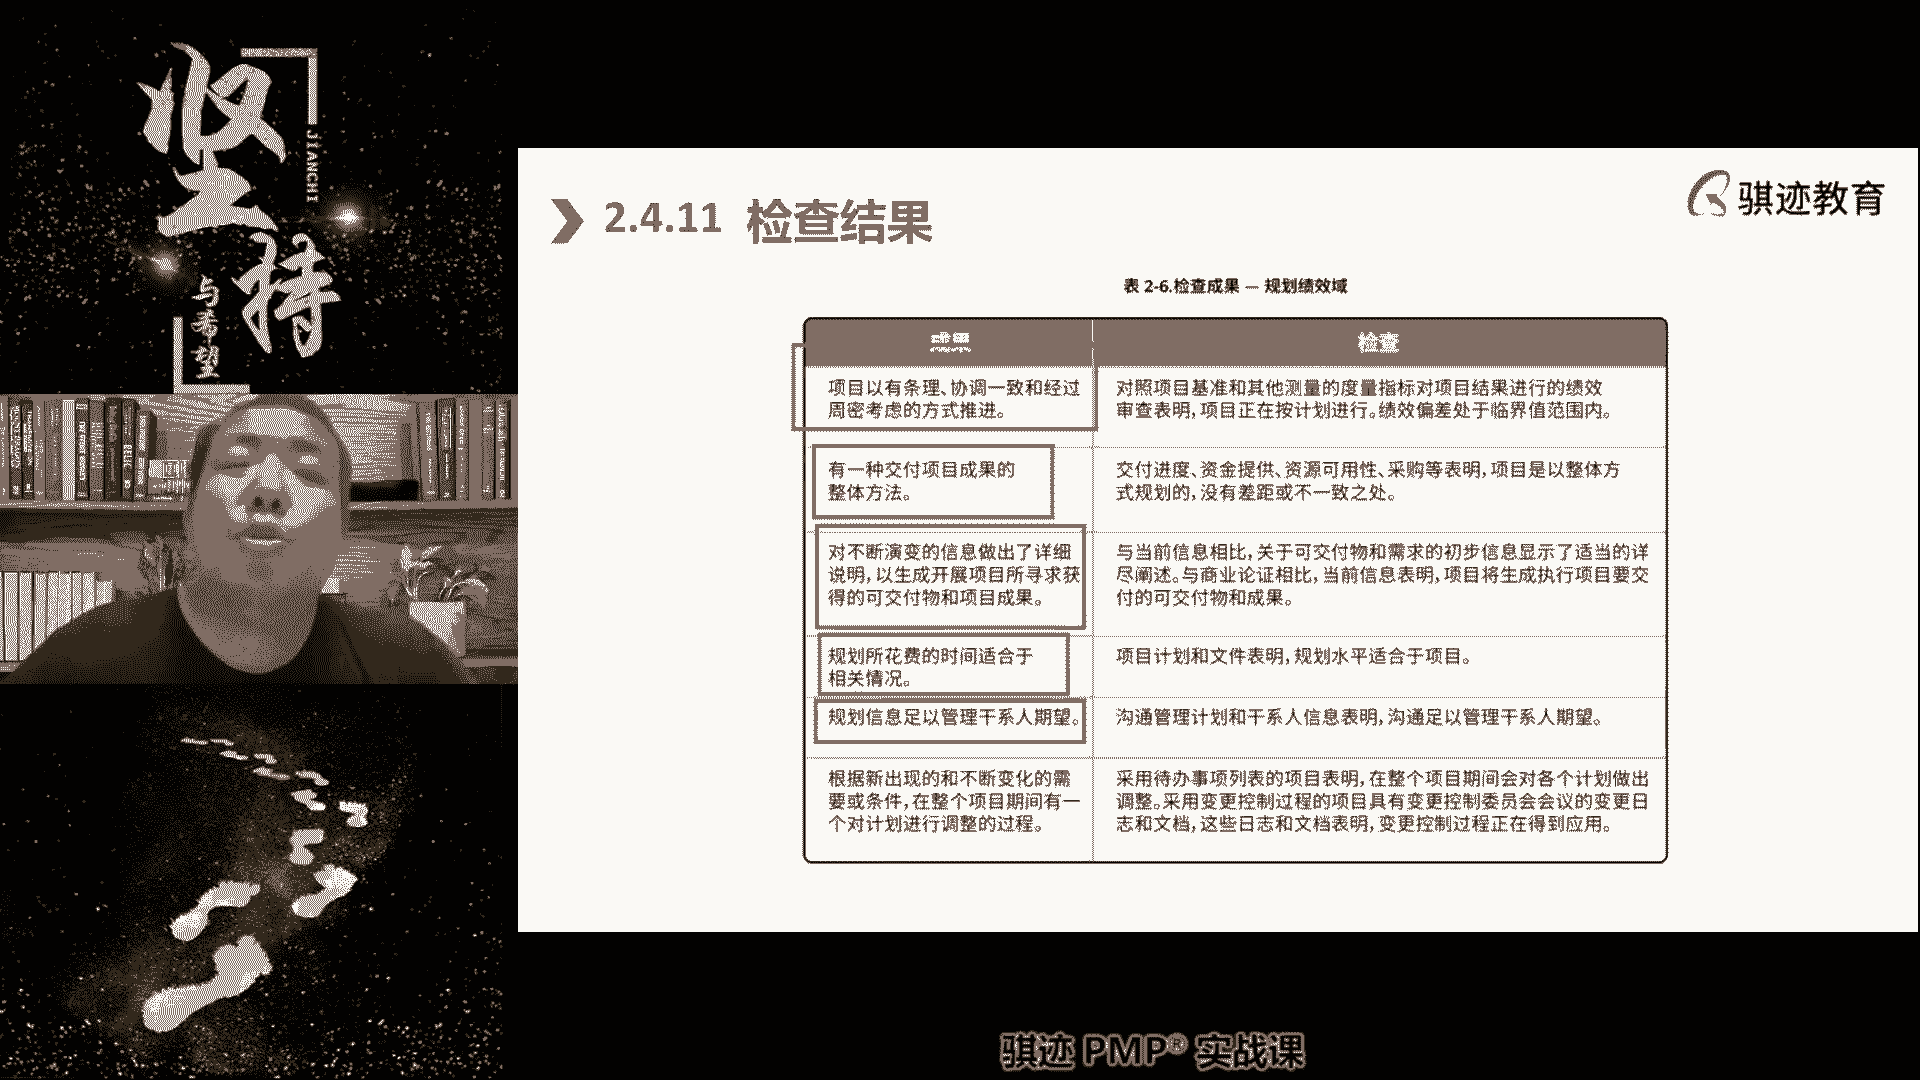 坚持
JIANCHI
与希望
2.4.11 检查结果
骐迹教育
表 2-6.检查成果 — 规划绩效域
成果
检查
项目以有条理、协调一致和经过
周密考虑的方式推进。
对照项目基准和其他测量的度量指标对项目结果进行的绩效
审查表明,项目正在按计划进行。绩效偏差处于临界值范围内。
有一种交付项目成果的
整体方法。
交付进度、资金提供、资源可用性、采购等表明,项目是以整体方
式规划的,没有差距或不一致之处。
对不断演变的信息做出了详细
说明,以生成开展项目所寻求获
得的可交付物和项目成果。
与当前信息相比,关于可交付物和需求的初步信息显示了适当的详
尽阐述。与商业论证相比,当前信息表明,项目将生成执行项目要交
付的可交付物和成果。
规划所花费的时间适合于
相关情况。
项目计划和文件表明,规划水平适合于项目。
规划信息足以管理干系人期望。
沟通管理计划和干系人信息表明,沟通足以管理干系人期望。
根据新出现的和不断变化的需
要或条件,在整个项目期间有一
个对计划进行调整的过程。
采用待办事项列表的项目表明,在整个项目期间会对各个计划做出
调整。采用变更控制过程的项目具有变更控制委员会会议的变更日
志和文档,这些日志和文档表明,变更控制过程正在得到应用。
骐迹 PMP® 实战课